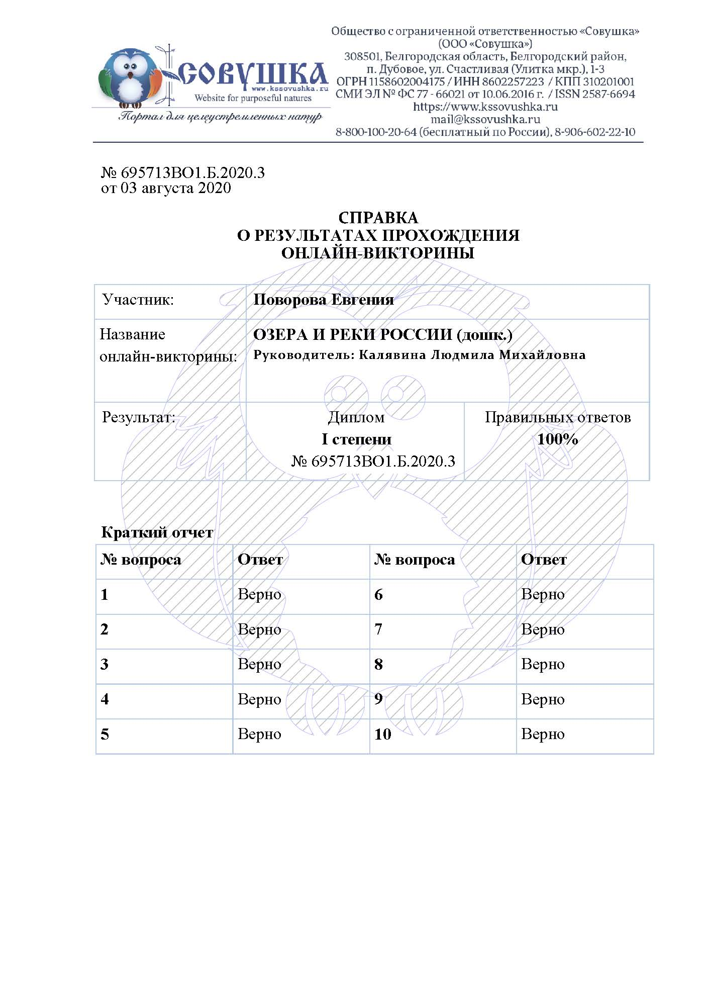 СОВУШКА
www.kssovushka.ru
Website for purposeful natures
Портал для целеустремленных натур
Общество с ограниченной ответственностью «Совушка»
(ООО «Совушка»)
308501, Белгородская область, Белгородский район,
п. Дубовое, ул. Счастливая (Улитка мкр.), 1-3
ОГРН 1158602004175 / ИНН 8602257223 / КПП 310201001
СМИ ЭЛ № ФС 77 - 66021 от 10.06.2016 г. / ISSN 2587-6694
https://www.kssovushka.ru
mail@kssovushka.ru
8-800-100-20-64 (бесплатный по России), 8-906-602-22-10
№ 695713ВО1.Б.2020.3
от 03 августа 2020
СПРАВКА
О РЕЗУЛЬТАТАХ ПРОХОЖДЕНИЯ
ОНЛАЙН-ВИКТОРИНЫ
Участник: Поворова Евгения
Название
онлайн-викторины:
ОЗЕРА И РЕКИ РОССИИ (дошк.)
Руководитель: Калявина Людмила Михайловна
Результат:
Диплом
I степени
№ 695713ВО1.Б.2020.3
Правильных ответов
100%
Краткий отчет
№ вопроса Ответ № вопроса Ответ
1 Верно 6 Верно
2 Верно 7 Верно
3 Верно 8 Верно
4 Верно 9 Верно
5 Верно 10 Верно